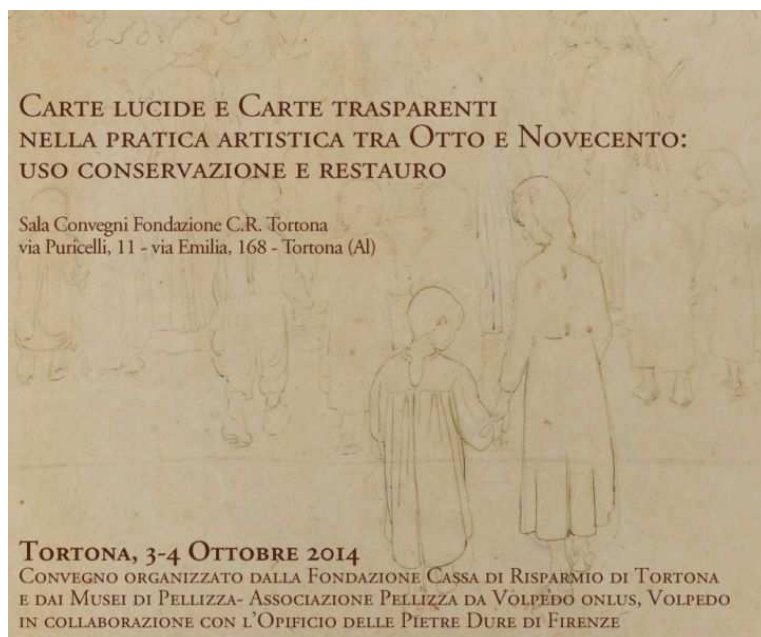 Carte lucide e Carte trasparenti
nella pratica artistica tra Otto e Novecento:
uso conservazione e restauro
Sala Convegni Fondazione C.R. Tortona
via Puricelli, 11 - via Emilia, 168 - Tortona (Al)
Tortona, 3-4 Ottobre 2014
Convegno organizzato dalla Fondazione Cassa di Risparmio di Tortona
e dai Musei di Pellizza- Associazione Pellizza da Volpedo onlus, Volpedo
in collaborazione con l'Opificio delle Pietre Dure di Firenze